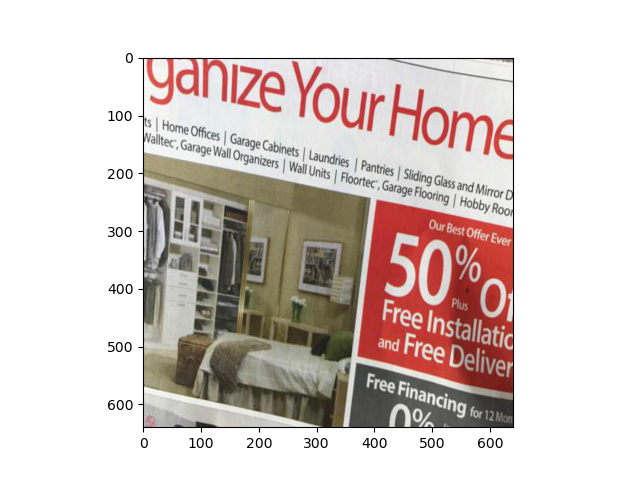 ganize Your Home
ts | Home Offices | Garage Cabinets | Laundries | Pantries | Sliding Glass and Mirror D
Walltec, Garage Wall Organizers | Wall Units | Floortec, Garage Flooring | Hobby Roo
Our Best Offer Ever
50% Of
Plus
Free Installatio
and Free Deliver
Free Financing for 12 Mon
0%